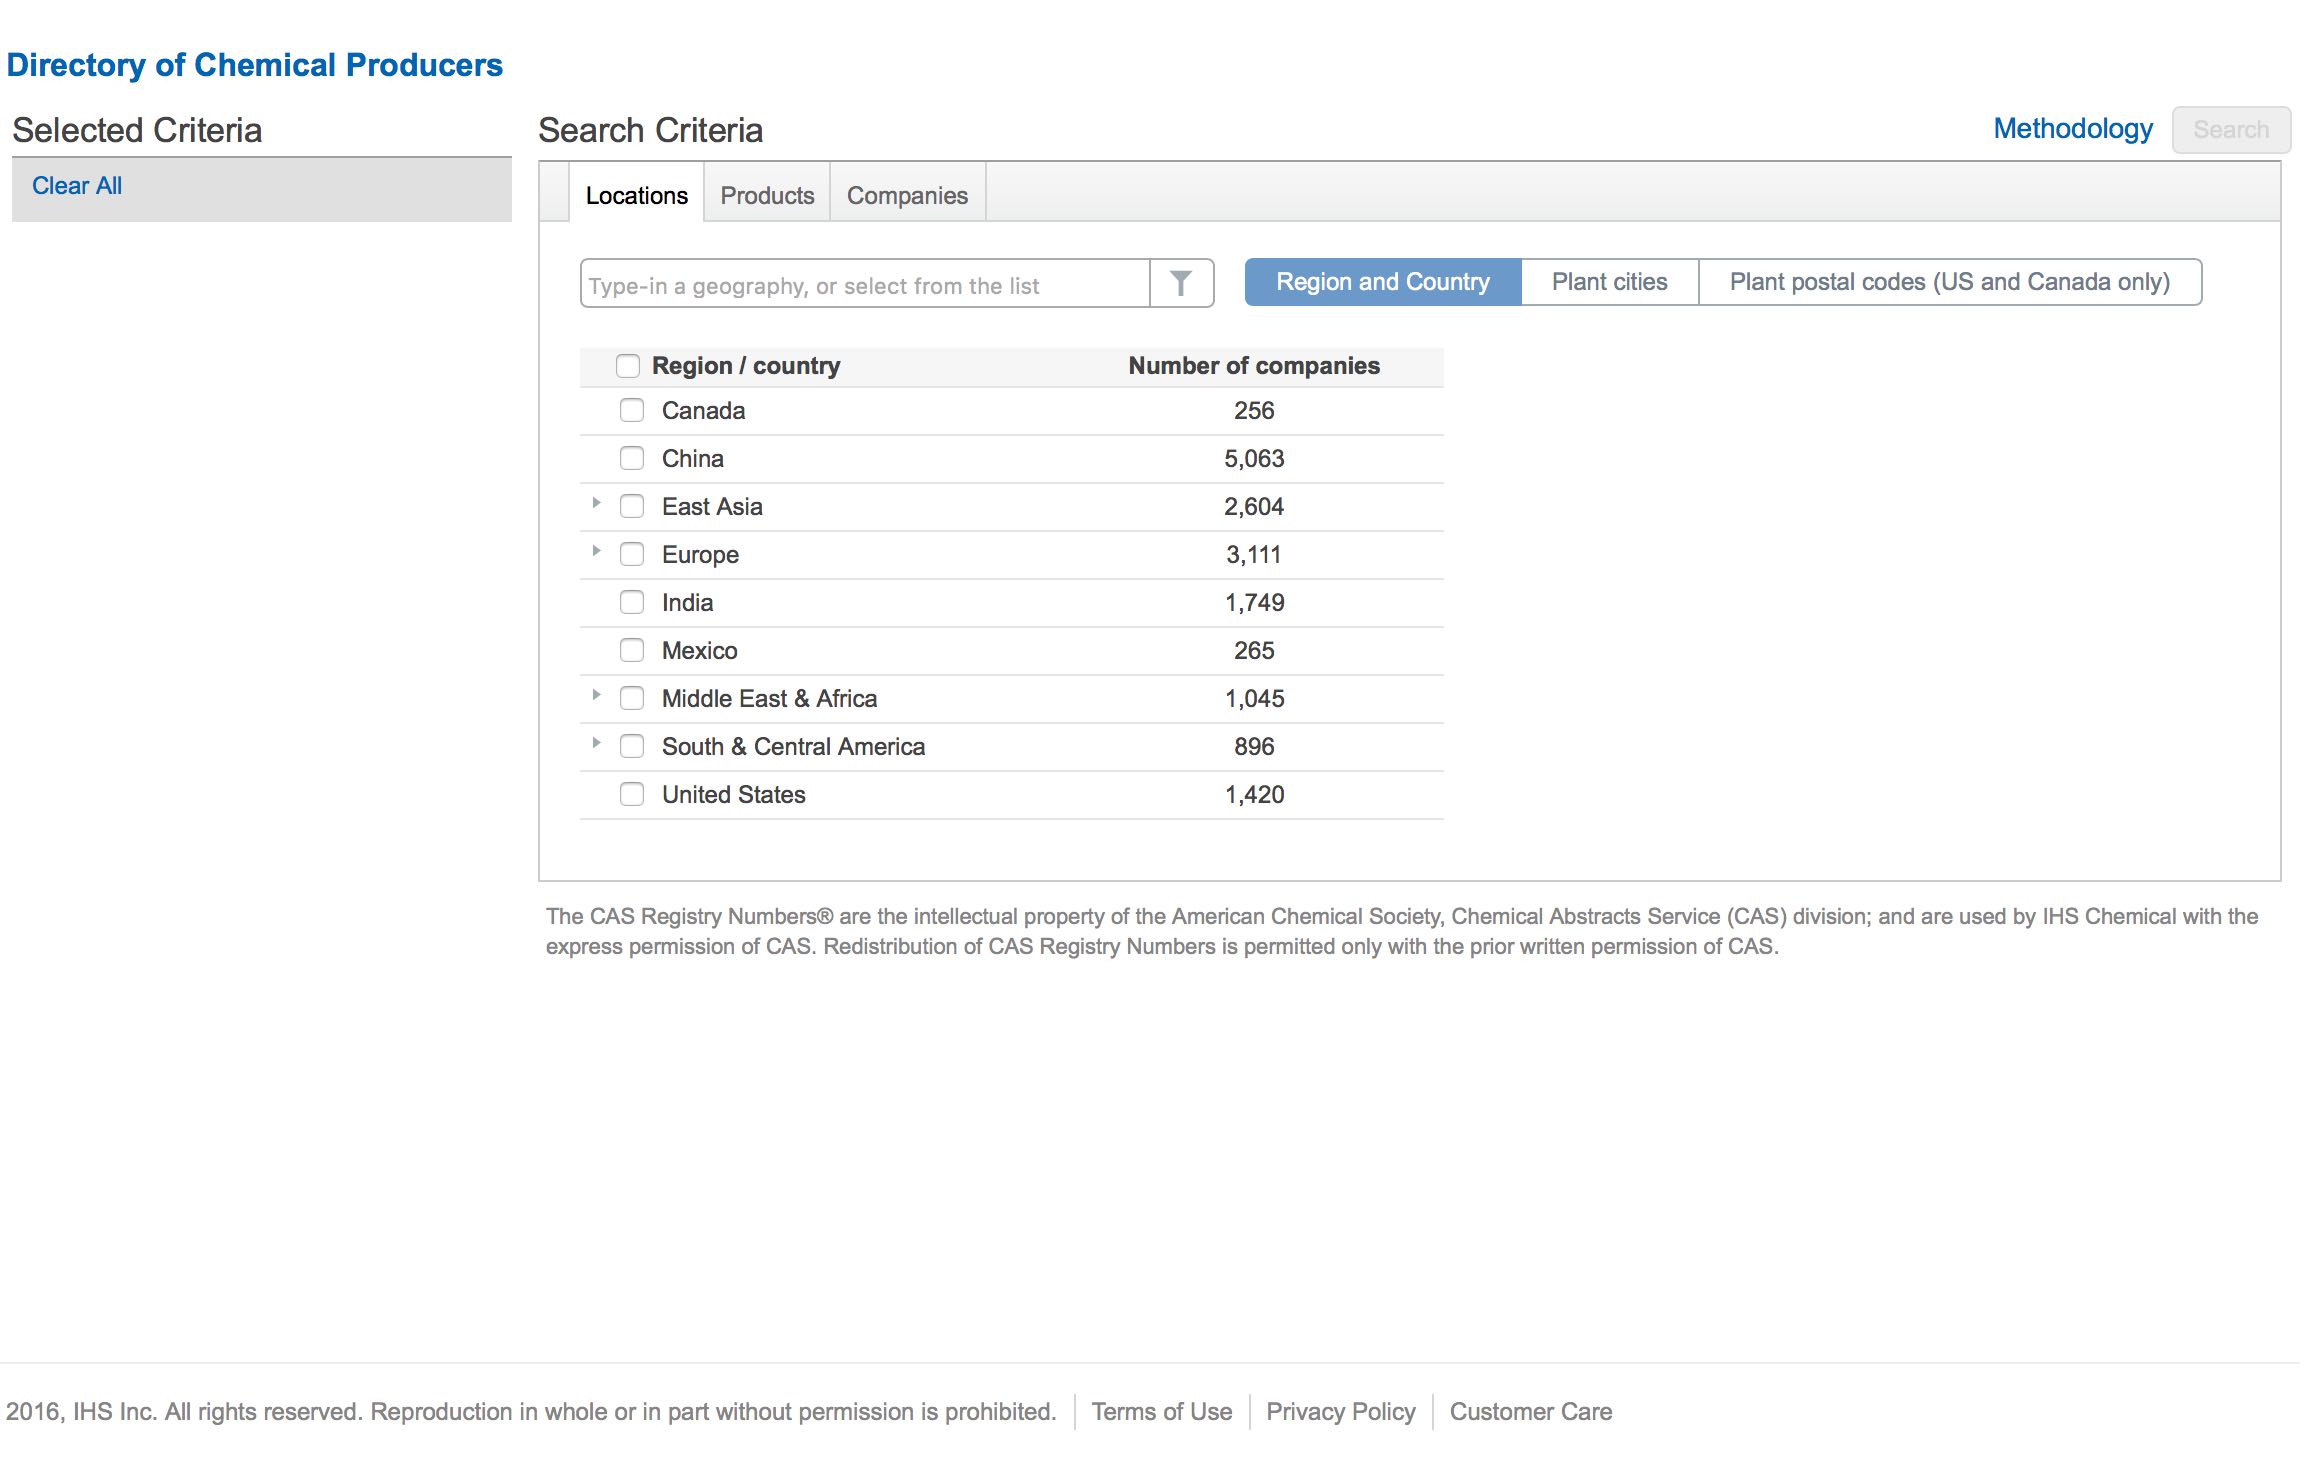 Directory of Chemical Producers
Selected Criteria
Clear All
Search Criteria
Methodology
Search
Locations
Products
Companies
Type-in a geography, or select from the list
Region and Country
Plant cities
Plant postal codes (US and Canada only)
Region / country Number of companies
Canada 256
China 5,063
East Asia 2,604
Europe 3,111
India 1,749
Mexico 265
Middle East & Africa 1,045
South & Central America 896
United States 1,420
The CAS Registry Numbers® are the intellectual property of the American Chemical Society, Chemical Abstracts Service (CAS) division; and are used by IHS Chemical with the
express permission of CAS. Redistribution of CAS Registry Numbers is permitted only with the prior written permission of CAS.
2016, IHS Inc. All rights reserved. Reproduction in whole or in part without permission is prohibited.
Terms of Use
Privacy Policy
Customer Care